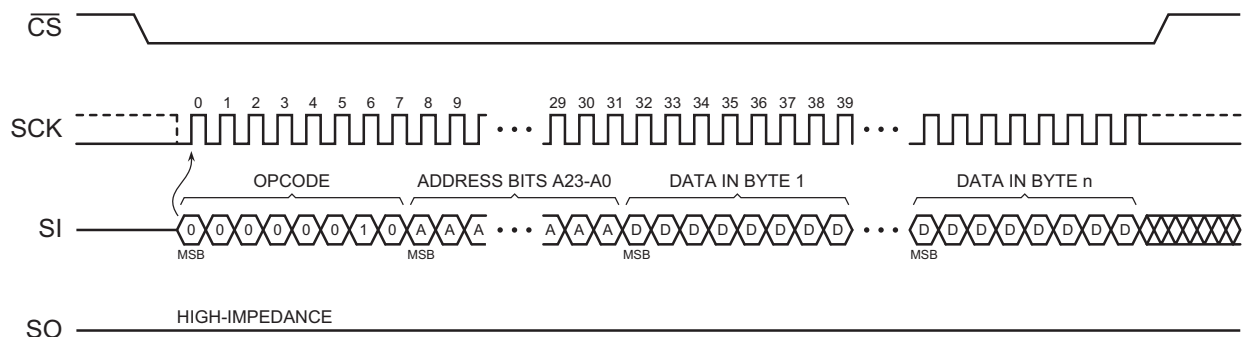 CS
0 1 2 3 4 5 6 7 8 9 29 30 31 32 33 34 35 36 37 38 39
SCK
OPCODE ADDRESS BITS A23-A0 DATA IN BYTE 1 DATA IN BYTE n
SI 0 0 0 0 0 0 1 0 A A A A A A D D D D D D D D D D D D D D D D
MSB MSB MSB MSB
HIGH-IMPEDANCE
SO